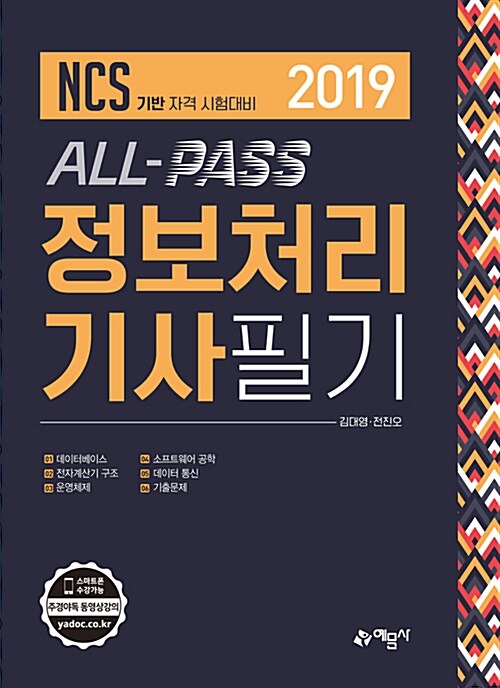 NCS 기반 자격 시험대비 2019
ALL-PASS
정보처리
기사필기
김대영·전진오
01 데이터베이스 04 소프트웨어 공학
02 전자계산기 구조 05 데이터 통신
03 운영체제 06 기출문제
스마트폰
수강가능
주경야독 동영상강의
yadoc.co.kr
예문사